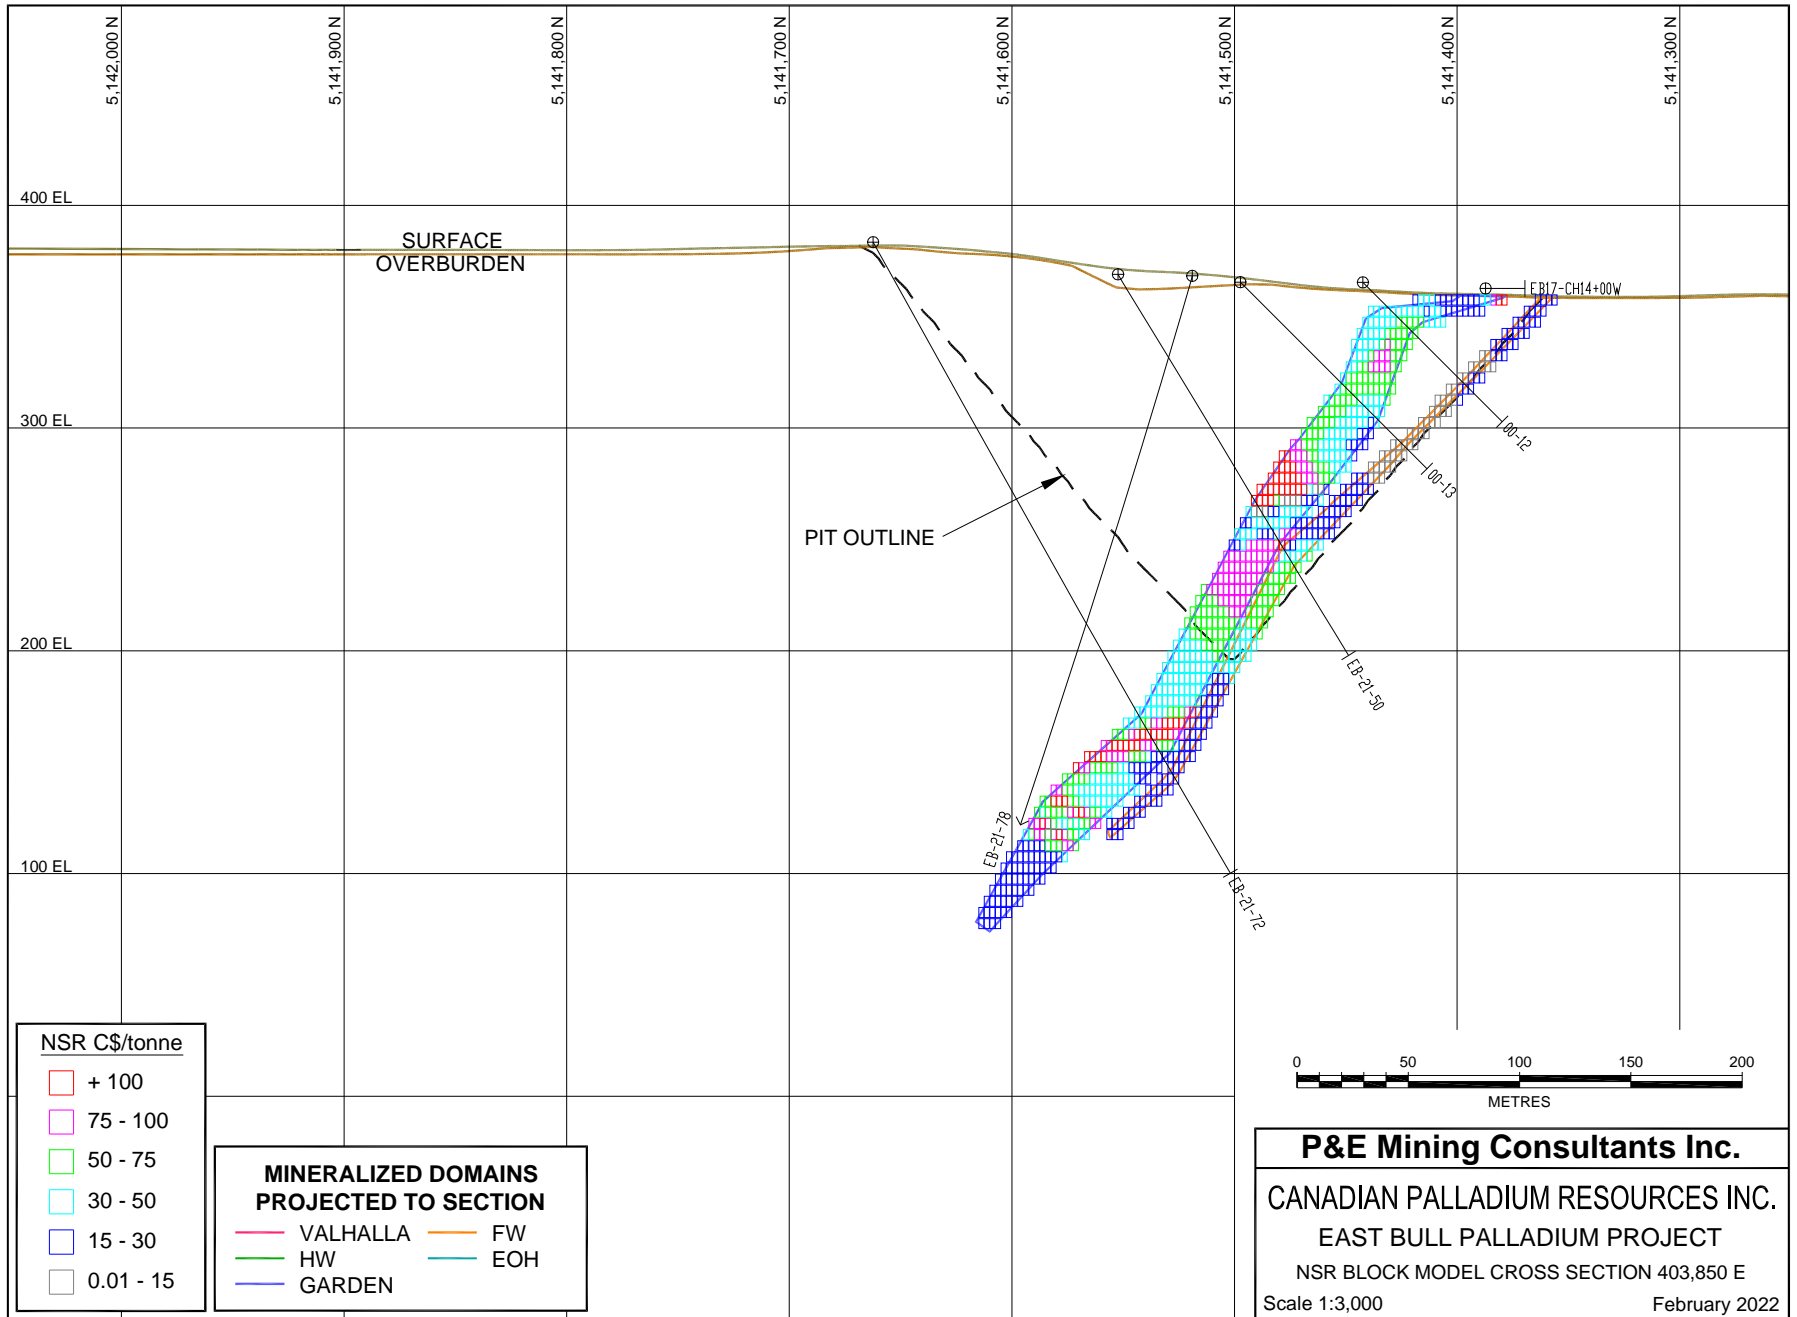 5,142,000 N
5,141,900 N
5,141,800 N
5,141,700 N
5,141,600 N
5,141,500 N
5,141,400 N
5,141,300 N
400 EL
SURFACE
OVERBURDEN
EB17-CH14+00W
300 EL
00-12
00-13
PIT OUTLINE
200 EL
EB-21-50
EB-21-78
100 EL
EB-21-72
NSR C$/tonne
+ 100
75 - 100
50 - 75
30 - 50
15 - 30
0.01 - 15
MINERALIZED DOMAINS
PROJECTED TO SECTION
VALHALLA
FW
HW
EOH
GARDEN
0 50 100 150 200
METRES
P&E Mining Consultants Inc.
CANADIAN PALLADIUM RESOURCES INC.
EAST BULL PALLADIUM PROJECT
NSR BLOCK MODEL CROSS SECTION 403,850 E
Scale 1:3,000
February 2022